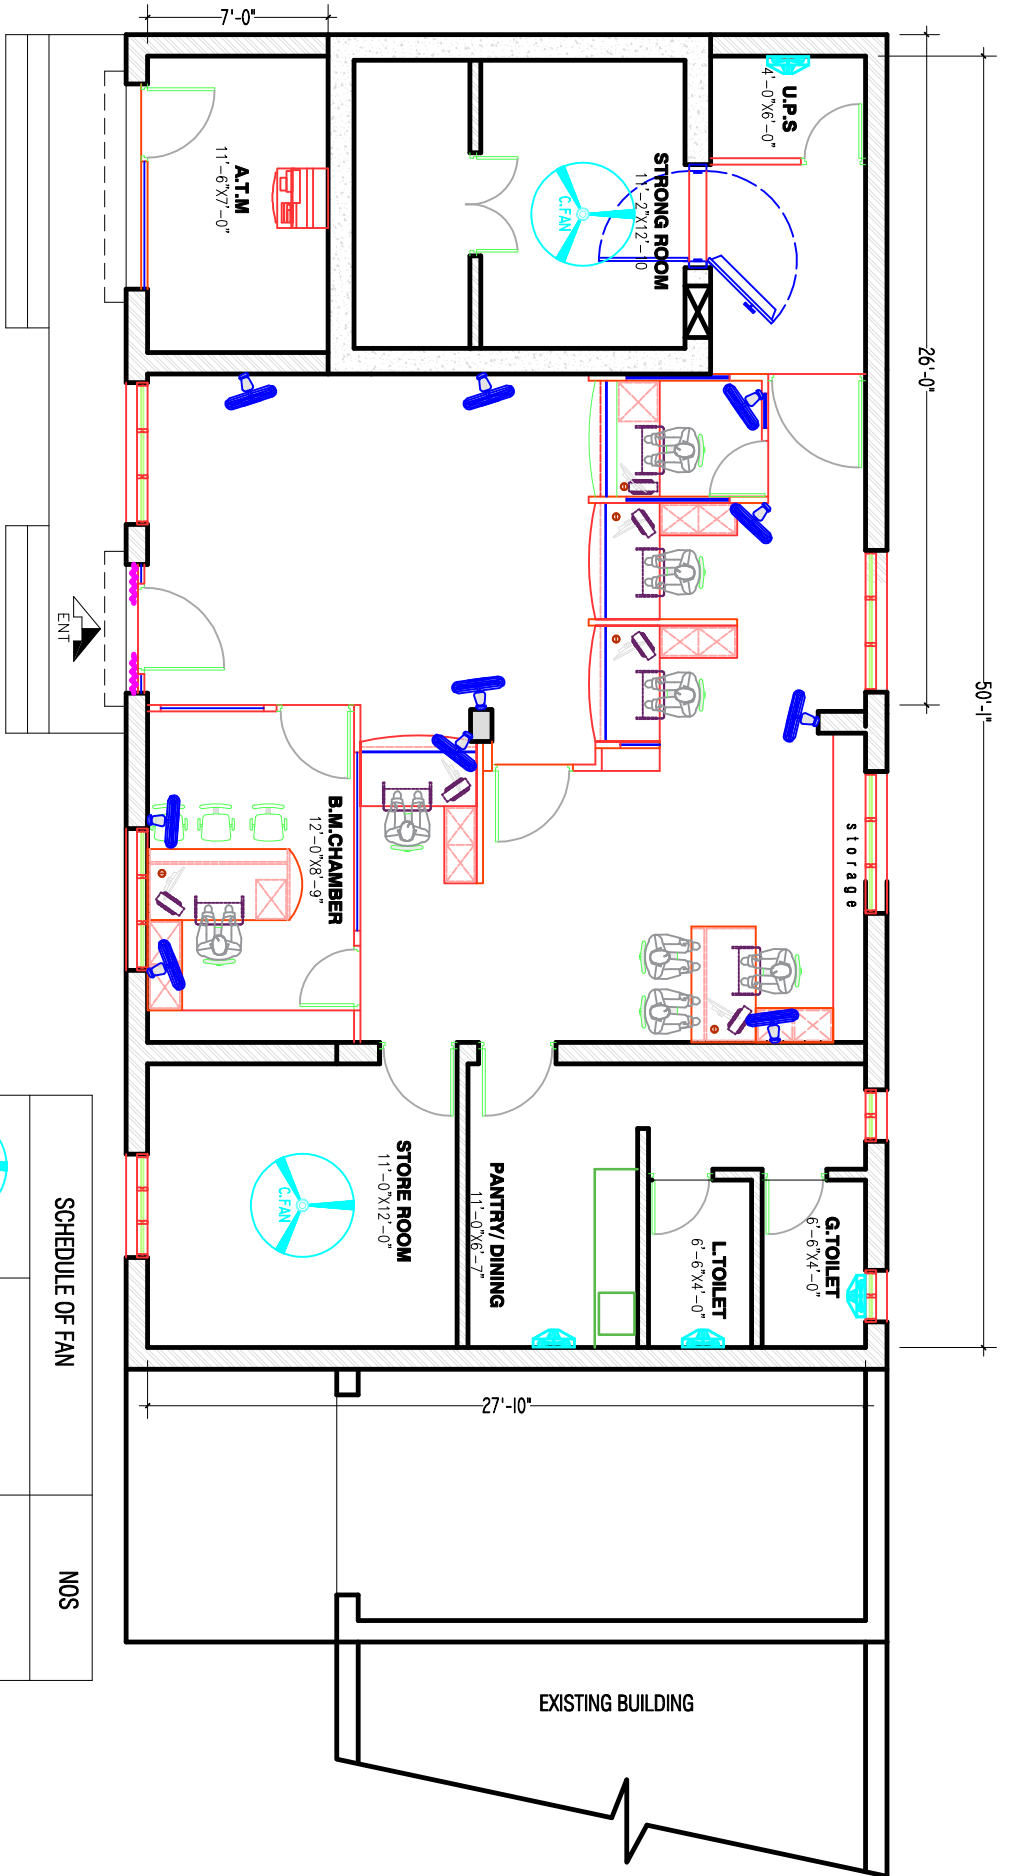 7'-0"
26'-0"
50'-1"
U.P.S
4'-0"X6'-0"
STRONG ROOM
11'-2"X12'-10
C.FAN
A.T.M
11'-6"X7'-0"
ENT
storage
B.M.CHAMBER
12'-0"X8'-9"
STORE ROOM
11'-0"X12'-0"
C.FAN
PANTRY/ DINING
11'-0"X6'-7"
L.TOILET
6'-6"X4'-0"
G.TOILET
6'-6"X4'-0"
27'-10"
EXISTING BUILDING
SCHEDULE OF FAN
NOS